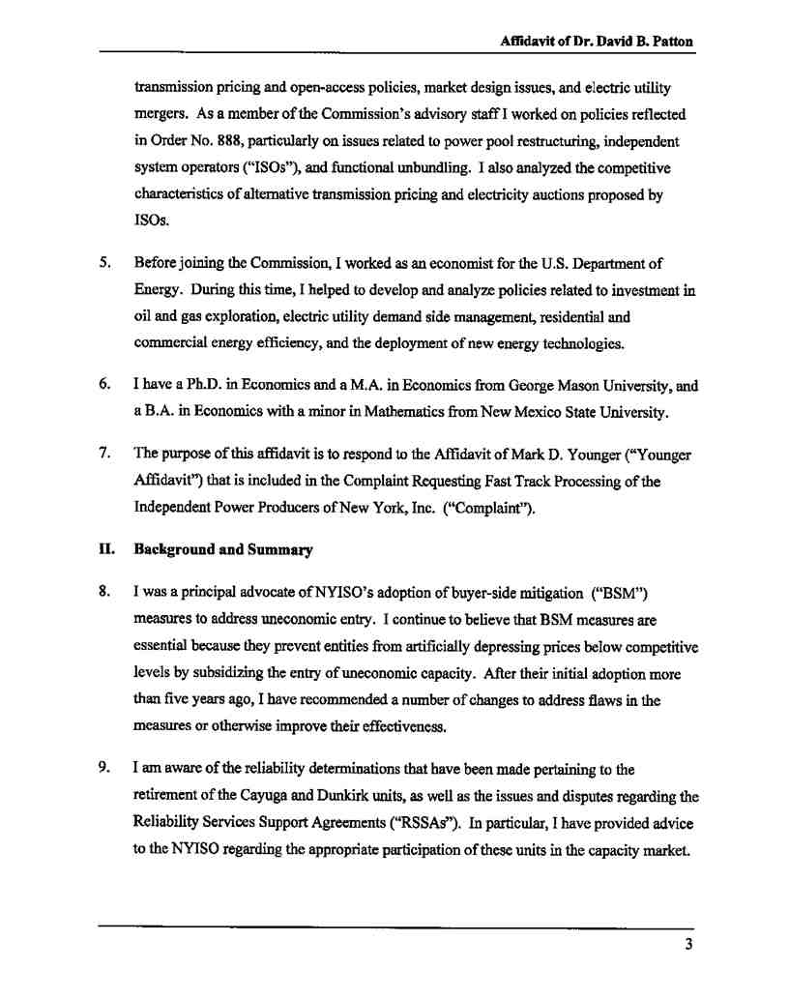 Affidavit of Dr. David B. Patton
transmission pricing and open-access policies, market design issues, and electric utility
mergers. As a member of the Commission's advisory staff I worked on policies reflected
in Order No. 888, particularly on issues related to power pool restructuring, independent
system operators ("ISOs"), and functional unbundling. I also analyzed the competitive
characteristics of alternative transmission pricing and electricity auctions proposed by
ISOs.
5. Before joining the Commission, I worked as an economist for the U.S. Department of
Energy. During this time, I helped to develop and analyze policies related to investment in
oil and gas exploration, electric utility demand side management, residential and
commercial energy efficiency, and the deployment of new energy technologies.
6. I have a Ph.D. in Economics and a M.A. in Economics from George Mason University, and
a B.A. in Economics with a minor in Mathematics from New Mexico State University.
7. The purpose of this affidavit is to respond to the Affidavit of Mark D. Younger ("Younger
Affidavit") that is included in the Complaint Requesting Fast Track Processing of the
Independent Power Producers of New York, Inc. ("Complaint").
II. Background and Summary
8. I was a principal advocate of NYISO's adoption of buyer-side mitigation ("BSM")
measures to address uneconomic entry. I continue to believe that BSM measures are
essential because they prevent entities from artificially depressing prices below competitive
levels by subsidizing the entry of uneconomic capacity. After their initial adoption more
than five years ago, I have recommended a number of changes to address flaws in the
measures or otherwise improve their effectiveness.
9. I am aware of the reliability determinations that have been made pertaining to the
retirement of the Cayuga and Dunkirk units, as well as the issues and disputes regarding the
Reliability Services Support Agreements ("RSSAs"). In particular, I have provided advice
to the NYISO regarding the appropriate participation of these units in the capacity market.
3